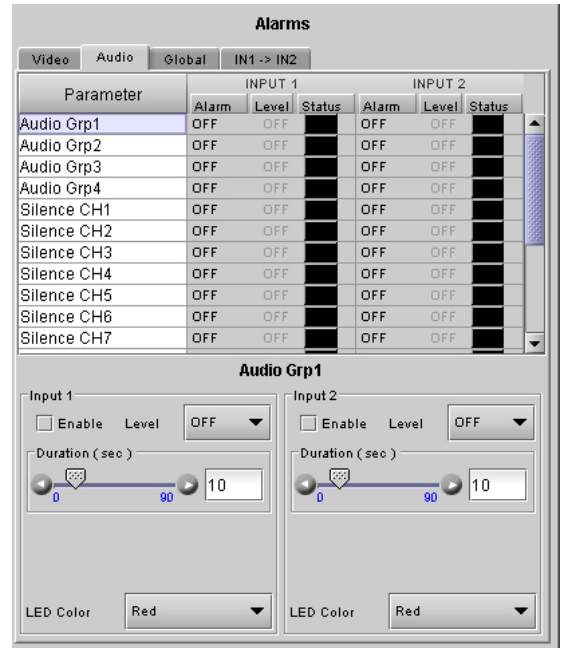 Alarms
Video Audio Global IN1 -> IN2
Parameter INPUT 1 INPUT 2
Alarm Level Status Alarm Level Status
Audio Grp1 OFF OFF OFF OFF
Audio Grp2 OFF OFF OFF OFF
Audio Grp3 OFF OFF OFF OFF
Audio Grp4 OFF OFF OFF OFF
Silence CH1 OFF OFF OFF OFF
Silence CH2 OFF OFF OFF OFF
Silence CH3 OFF OFF OFF OFF
Silence CH4 OFF OFF OFF OFF
Silence CH5 OFF OFF OFF OFF
Silence CH6 OFF OFF OFF OFF
Silence CH7 OFF OFF OFF OFF
Audio Grp1
Input 1 Input 2
Enable Level OFF Enable Level OFF
Duration ( sec ) Duration ( sec )
0 90 10 0 90 10
LED Color Red LED Color Red